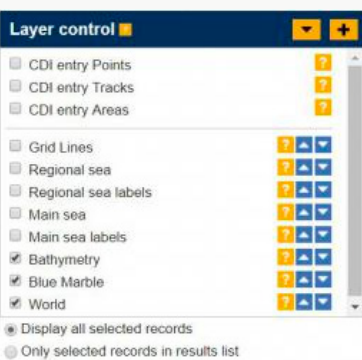 Layer control ?
CDI entry Points ?
CDI entry Tracks ?
CDI entry Areas ?
Grid Lines ?
Regional sea ?
Regional sea labels ?
Main sea ?
Main sea labels ?
Bathymetry ?
Blue Marble ?
World ?
Display all selected records
Only selected records in results list